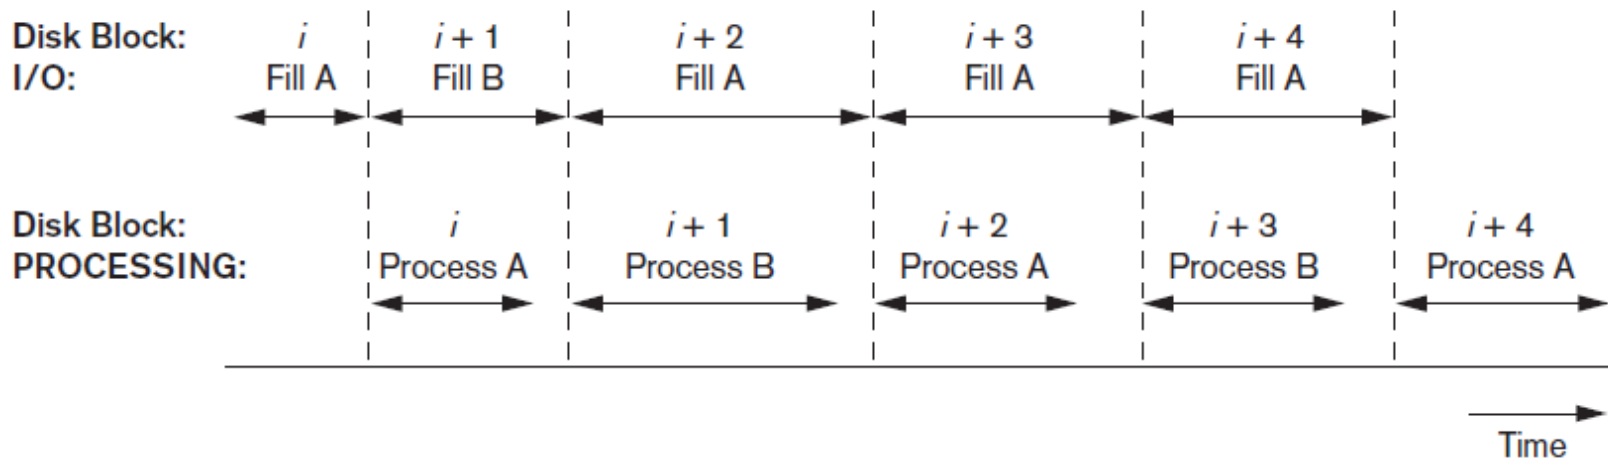 Disk Block: i i + 1 i + 2 i + 3 i + 4
I/O: Fill A Fill B Fill A Fill A Fill A
Disk Block: i i + 1 i + 2 i + 3 i + 4
PROCESSING: Process A Process B Process A Process B Process A
Time